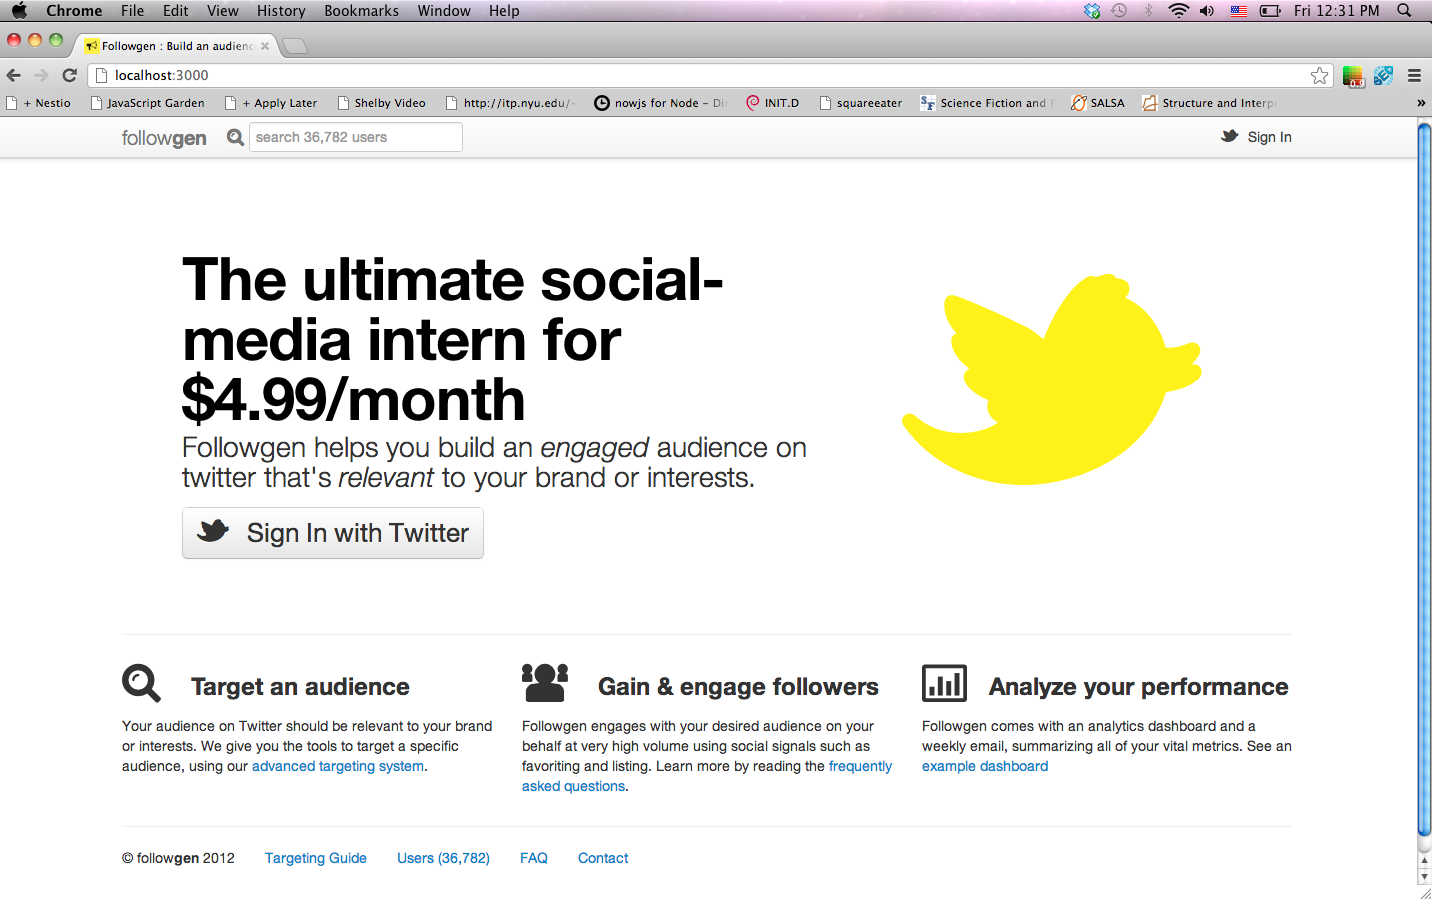 Chrome File Edit View History Bookmarks Window Help Fri 12:31 PM
Followgen : Build an audienc
localhost:3000
+ Nestio JavaScript Garden + Apply Later Shelby Video http://itp.nyu.edu/ nowjs for Node – Di INIT.D squareeater Science Fiction and SALSA Structure and Interp »
0.9
followgen search 36,782 users Sign In
The ultimate social-
media intern for
$4.99/month
Followgen helps you build an engaged audience on
twitter that's relevant to your brand or interests.
Sign In with Twitter
Target an audience
Your audience on Twitter should be relevant to your brand
or interests. We give you the tools to target a specific
audience, using our advanced targeting system.
Gain & engage followers
Followgen engages with your desired audience on your
behalf at very high volume using social signals such as
favoriting and listing. Learn more by reading the frequently
asked questions.
Analyze your performance
Followgen comes with an analytics dashboard and a
weekly email, summarizing all of your vital metrics. See an
example dashboard
© followgen 2012 Targeting Guide Users (36,782) FAQ Contact